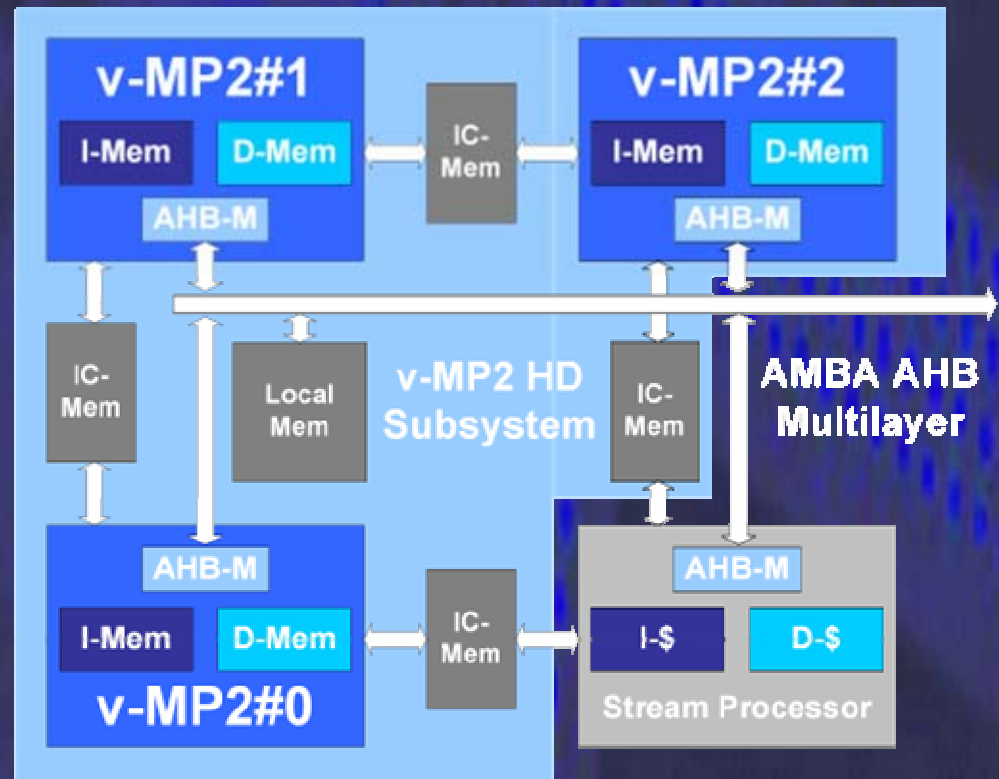 v-MP2#1
I-Mem
D-Mem
AHB-M
IC-
Mem
v-MP2#2
I-Mem
D-Mem
AHB-M
IC-
Mem
Local
Mem
v-MP2 HD
Subsystem
IC-
Mem
AMBA AHB
Multilayer
AHB-M
I-Mem
D-Mem
v-MP2#0
IC-
Mem
AHB-M
I-$
D-$
Stream Processor